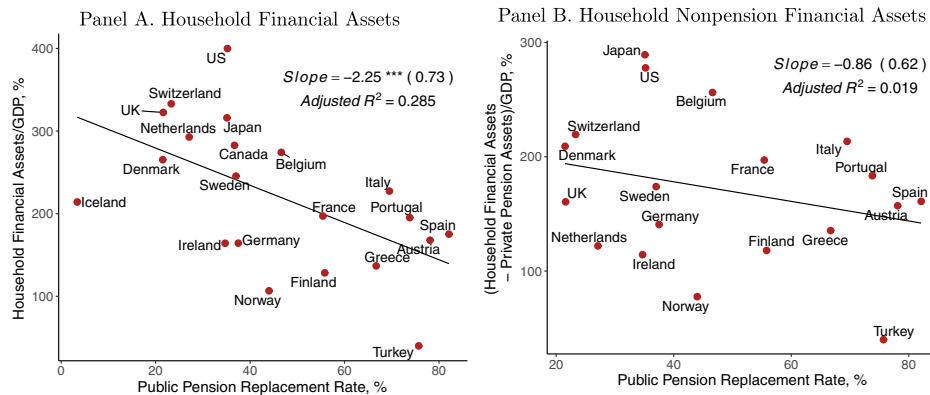 Panel A. Household Financial Assets
Household Financial Assets/GDP, %
400
300
200
100
US
Slope = −2.25 *** ( 0.73 )
Adjusted R² = 0.285
Switzerland
UK
Netherlands
Japan
Canada
Belgium
Denmark
Sweden
Italy
Iceland
France
Portugal
Spain
Ireland
Germany
Austria
Greece
Finland
Norway
Turkey
0
20
40
60
80
Public Pension Replacement Rate, %
Panel B. Household Nonpension Financial Assets
(Household Financial Assets
− Private Pension Assets)/GDP, %
300
200
100
Japan
US
Slope = −0.86 ( 0.62 )
Adjusted R² = 0.019
Belgium
Switzerland
Denmark
Italy
France
Portugal
UK
Sweden
Spain
Germany
Austria
Netherlands
Finland
Greece
Ireland
Norway
Turkey
20
40
60
80
Public Pension Replacement Rate, %